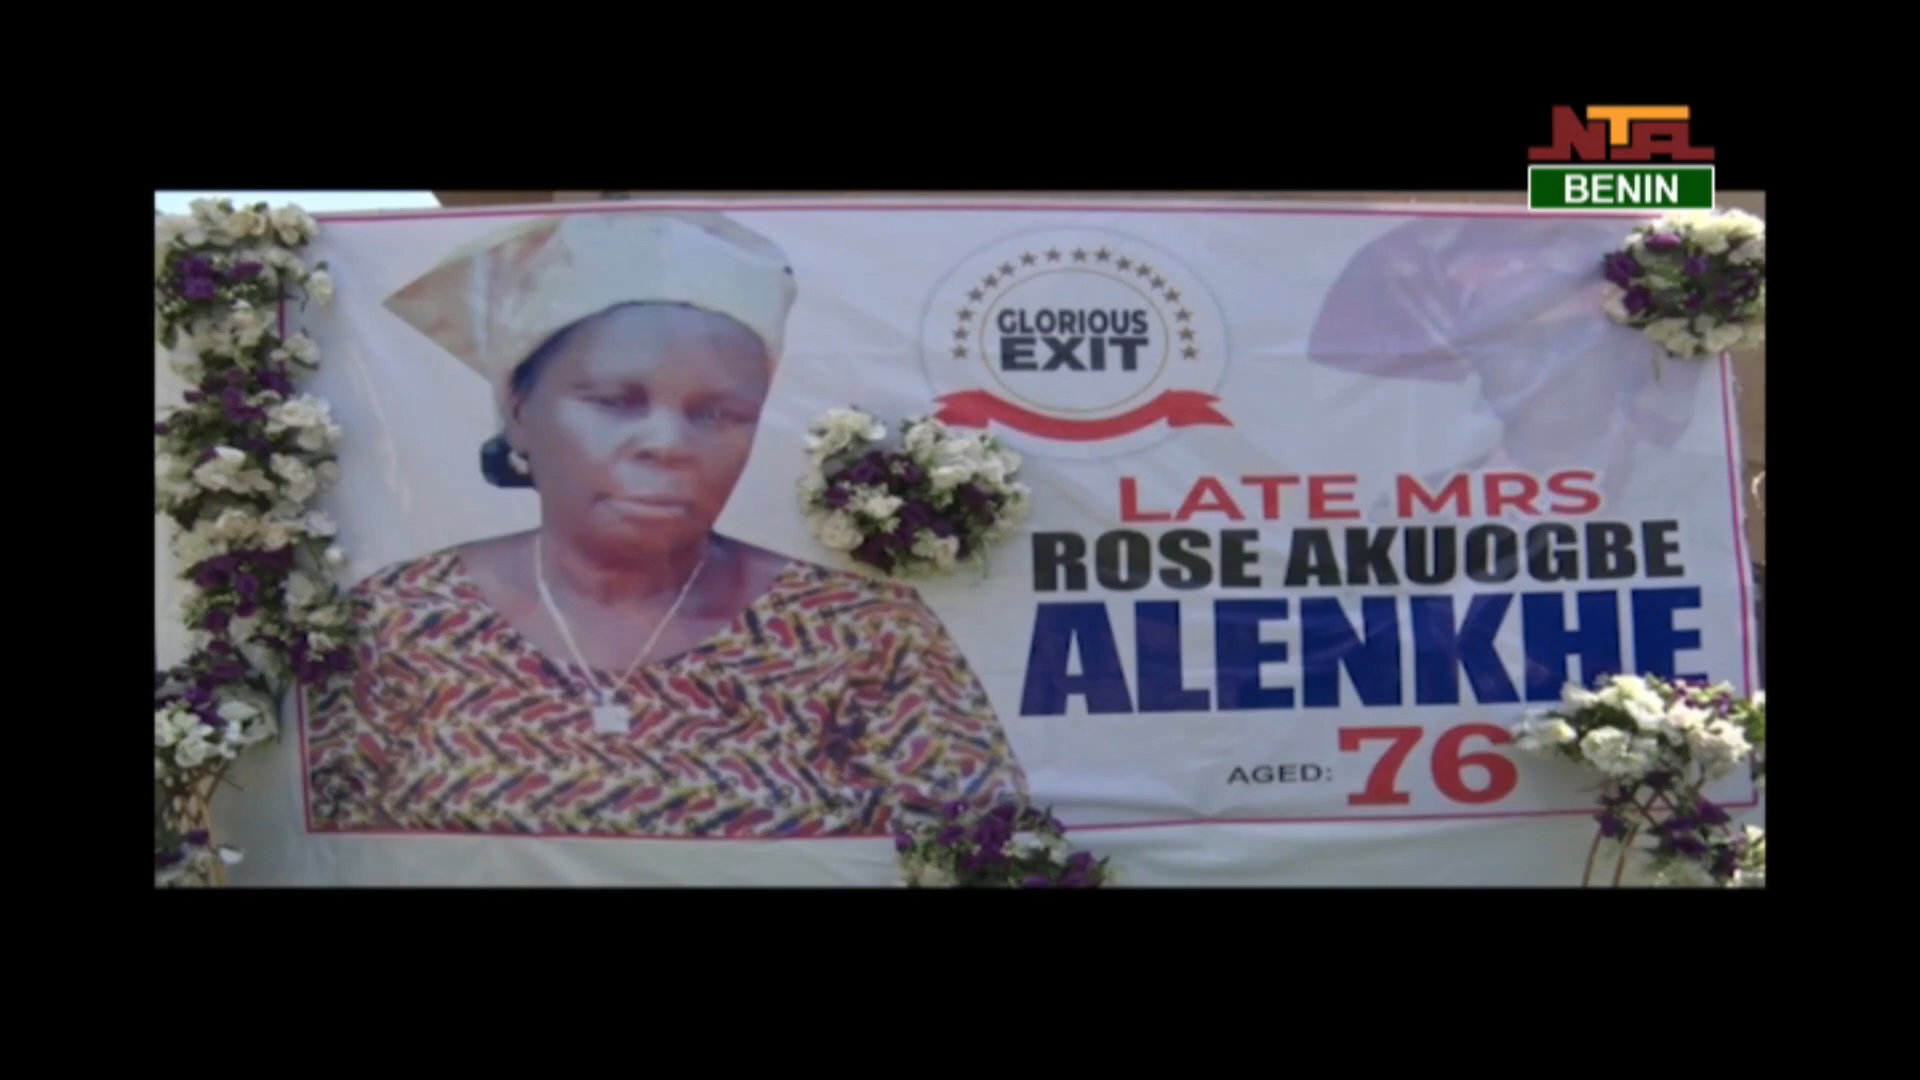 NTA
BENIN
GLORIOUS
EXIT
LATE MRS
ROSE AKUOGBE
ALENKHE
AGED: 76